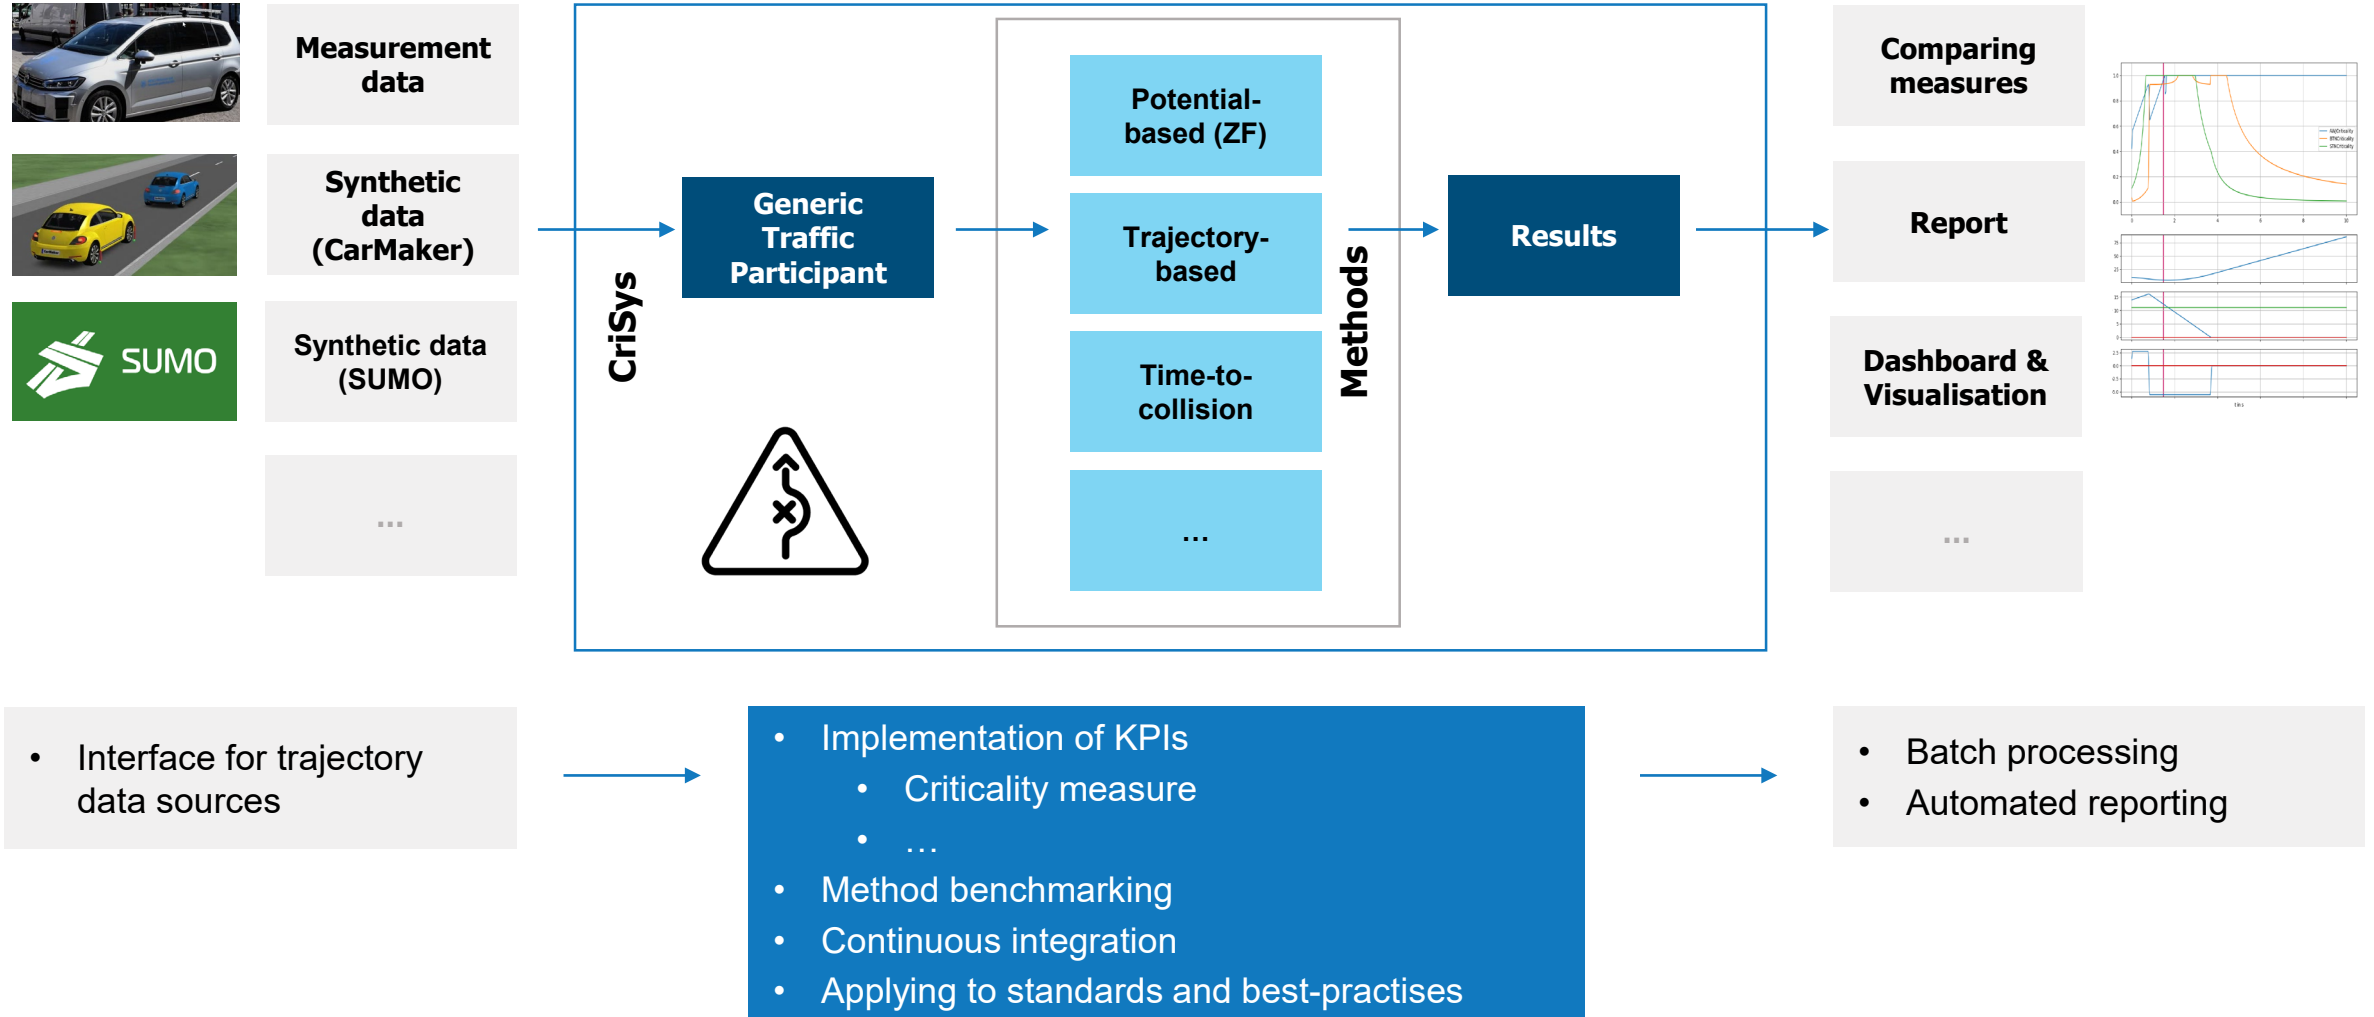 Measurement
data
Synthetic
data
(CarMaker)
SUMO
Synthetic data
(SUMO)
...
CriSys
Generic
Traffic
Participant
Potential-
based (ZF)
Trajectory-
based
Time-to-
collision
...
Methods
Results
Comparing
measures
Report
Dashboard &
Visualisation
...
• Interface for trajectory
data sources
• Implementation of KPIs
• Criticality measure
• …
• Method benchmarking
• Continuous integration
• Applying to standards and best-practises
• Batch processing
• Automated reporting